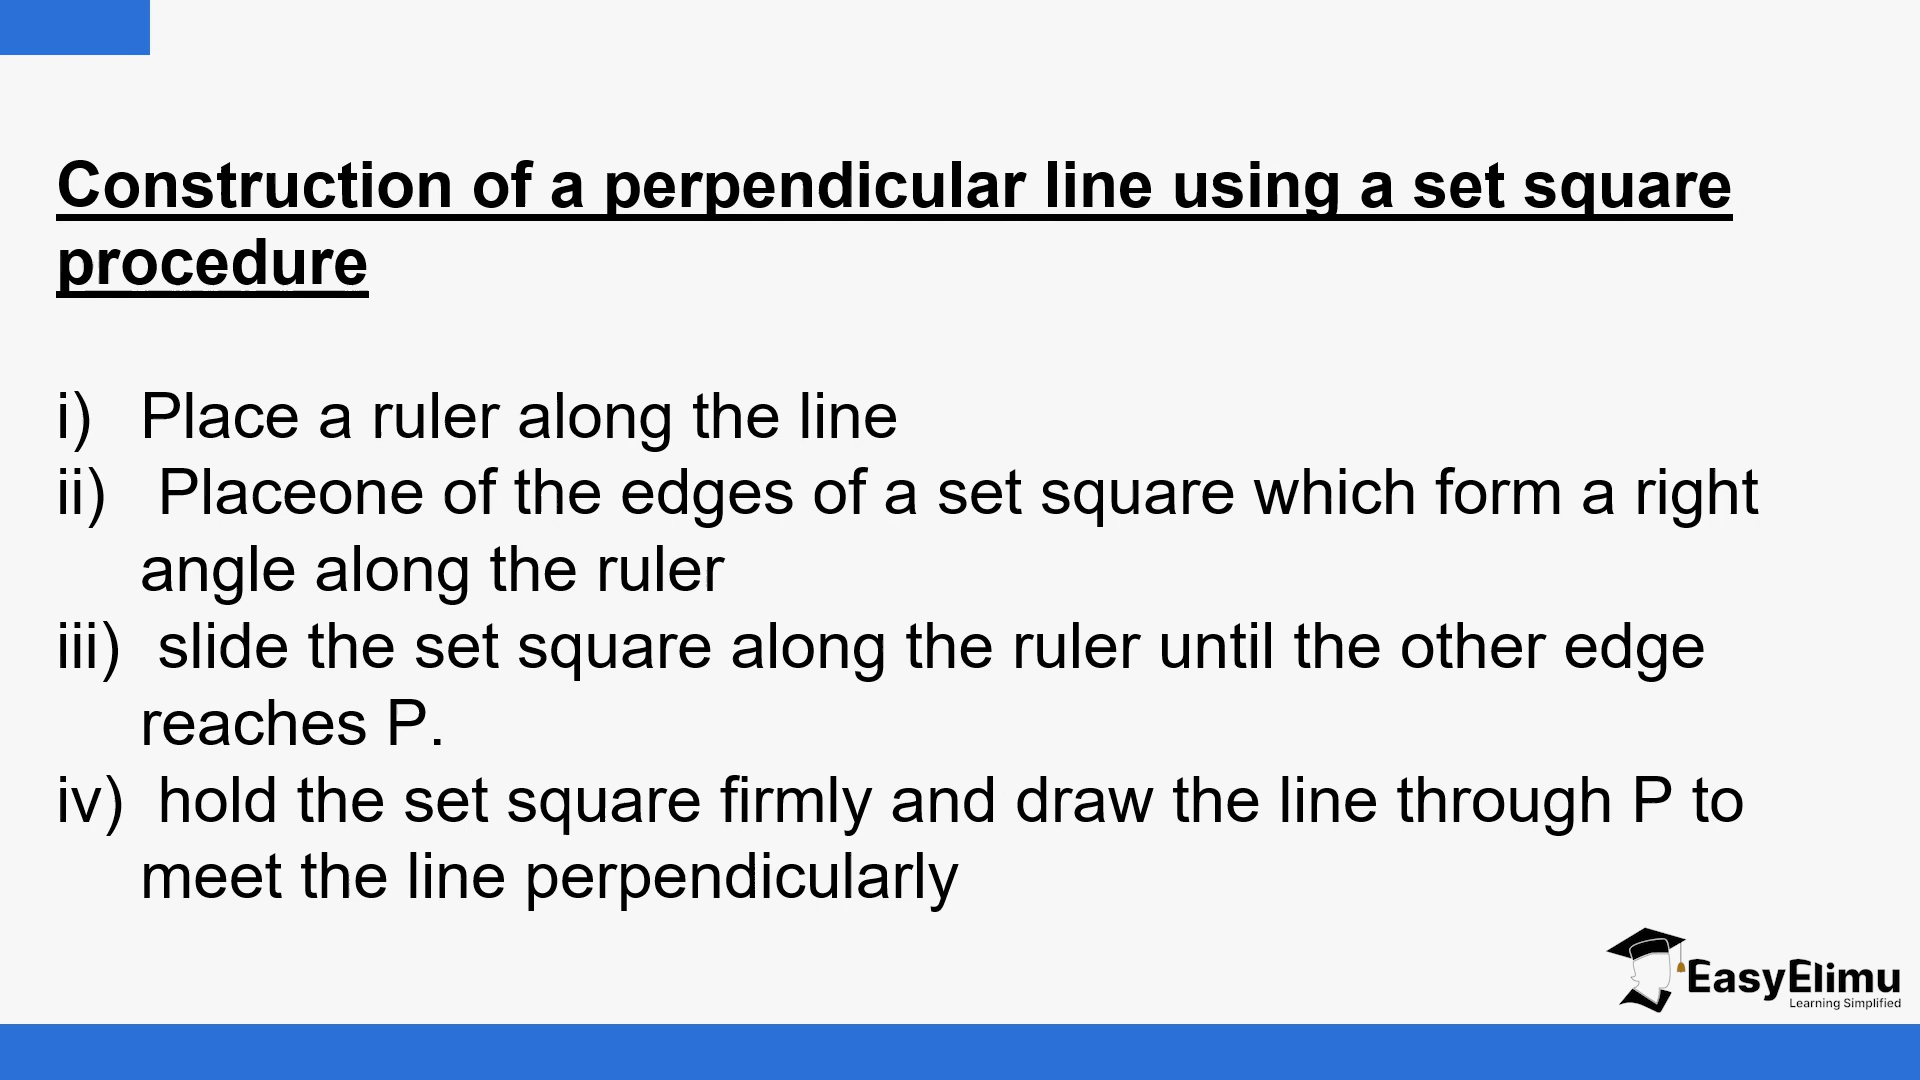 Construction of a perpendicular line using a set square
procedure
i) Place a ruler along the line
ii) Placeone of the edges of a set square which form a right
angle along the ruler
iii) slide the set square along the ruler until the other edge
reaches P.
iv) hold the set square firmly and draw the line through P to
meet the line perpendicularly
EasyElimu
Learning Simplified